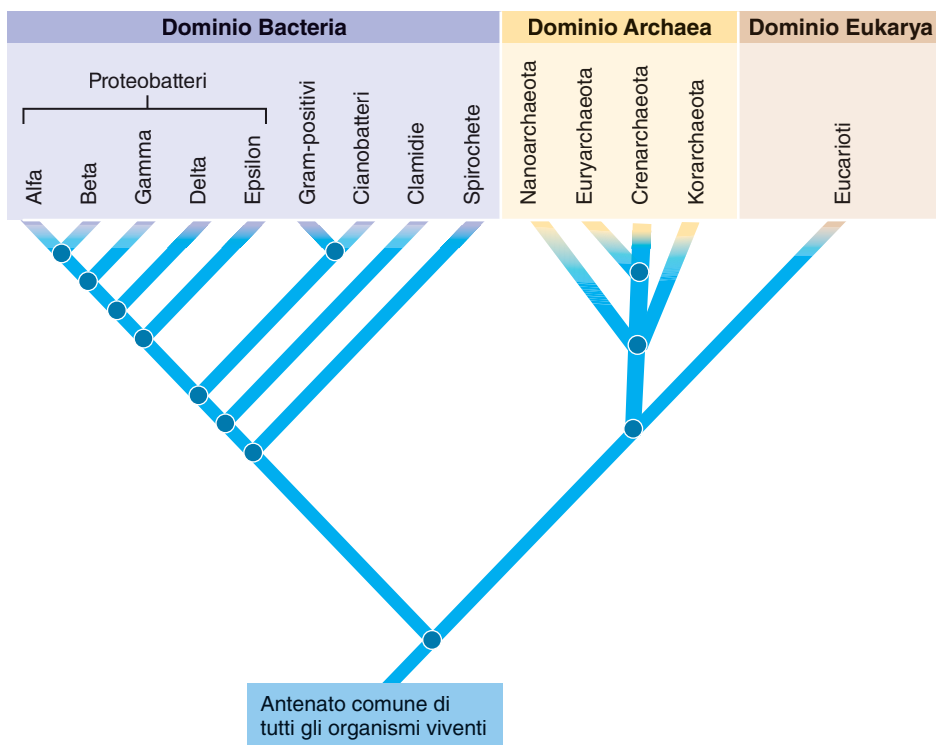 Dominio Bacteria
Dominio Archaea
Dominio Eukarya
Proteobatteri
Alfa
Beta
Gamma
Delta
Epsilon
Gram-positivi
Cianobatteri
Clamidie
Spirochete
Nanoarchaeota
Euryarchaeota
Crenarchaeota
Korarchaeota
Eucarioti
Antenato comune di
tutti gli organismi viventi